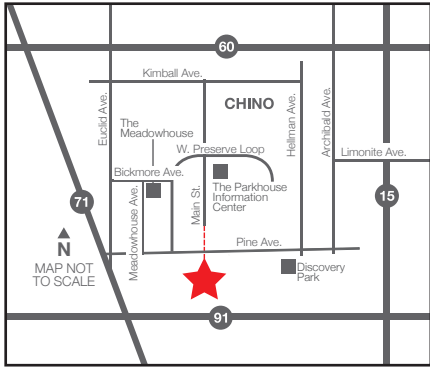 60
Kimball Ave.
CHINO
Euclid Ave.
The
Meadowhouse
Hellman Ave.
Archibald Ave.
W. Preserve Loop
Limonite Ave.
Bickmore Ave.
71
Meadowhouse Ave.
Main St.
The Parkhouse
Information
Center
15
N
MAP NOT
TO SCALE
Pine Ave.
Discovery
Park
91